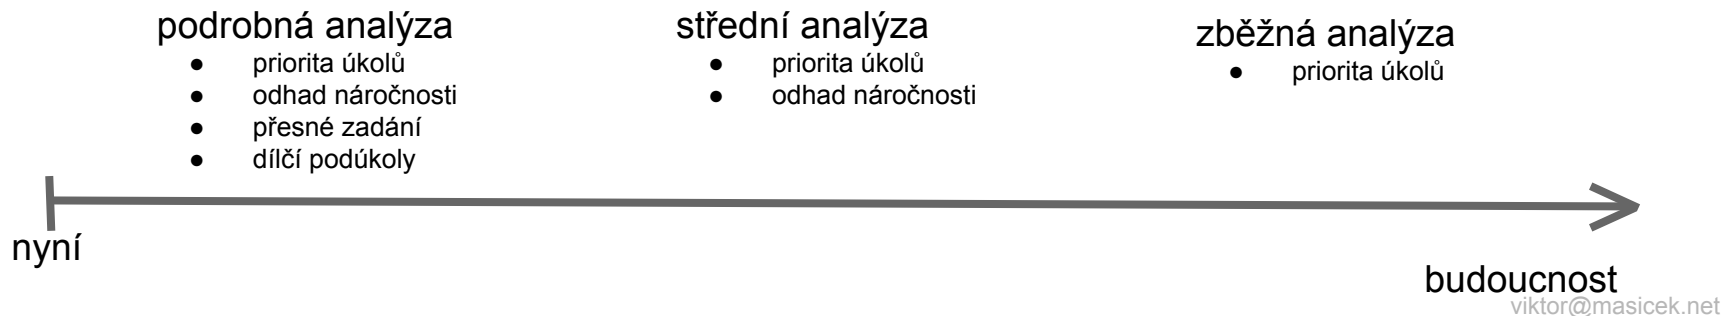 podrobná analýza
● priorita úkolů
● odhad náročnosti
● přesné zadání
● dílčí podúkoly
střední analýza
● priorita úkolů
● odhad náročnosti
zběžná analýza
● priorita úkolů
nyní
budoucnost
viktor@masicek.net